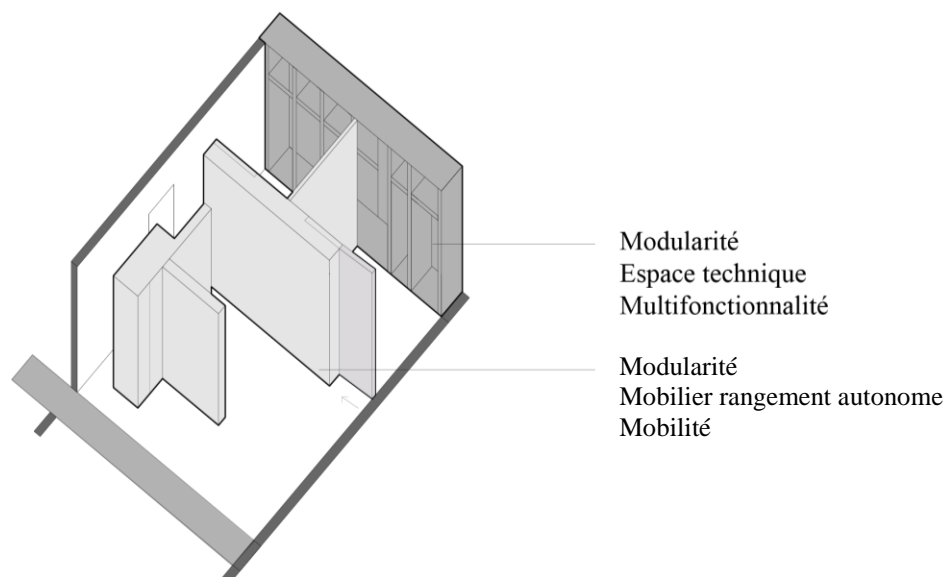 Modularité
Espace technique
Multifonctionnalité
Modularité
Mobilier rangement autonome
Mobilité